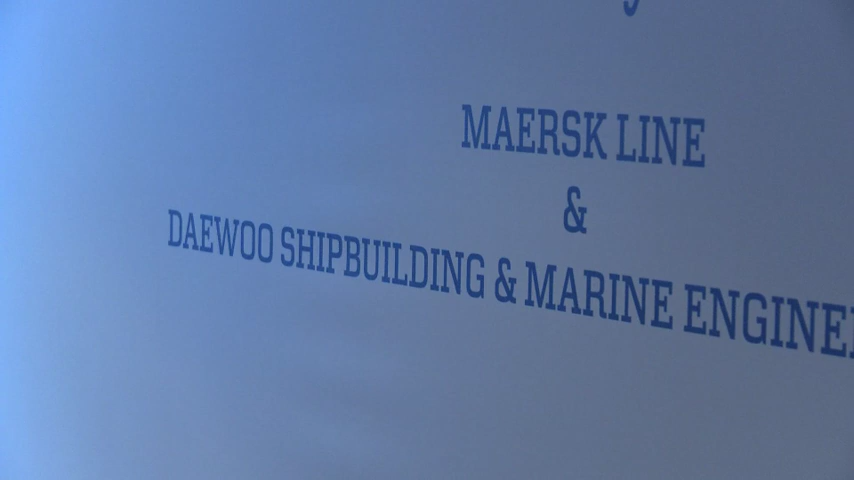 MAERSK LINE
&
DAEWOO SHIPBUILDING & MARINE